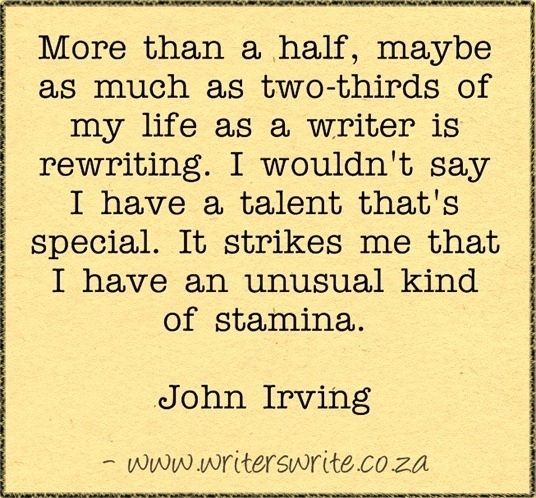 More than a half, maybe
as much as two-thirds of
my life as a writer is
rewriting. I wouldn't say
I have a talent that's
special. It strikes me that
I have an unusual kind
of stamina.
John Irving
- www.writerswrite.co.za